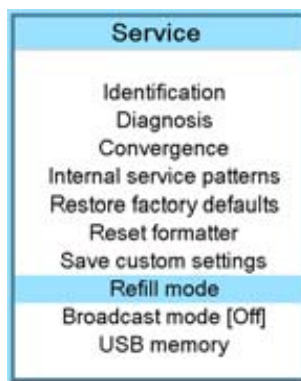 Service
Identification
Diagnosis
Convergence
Internal service patterns
Restore factory defaults
Reset formatter
Save custom settings
Refill mode
Broadcast mode [Off]
USB memory